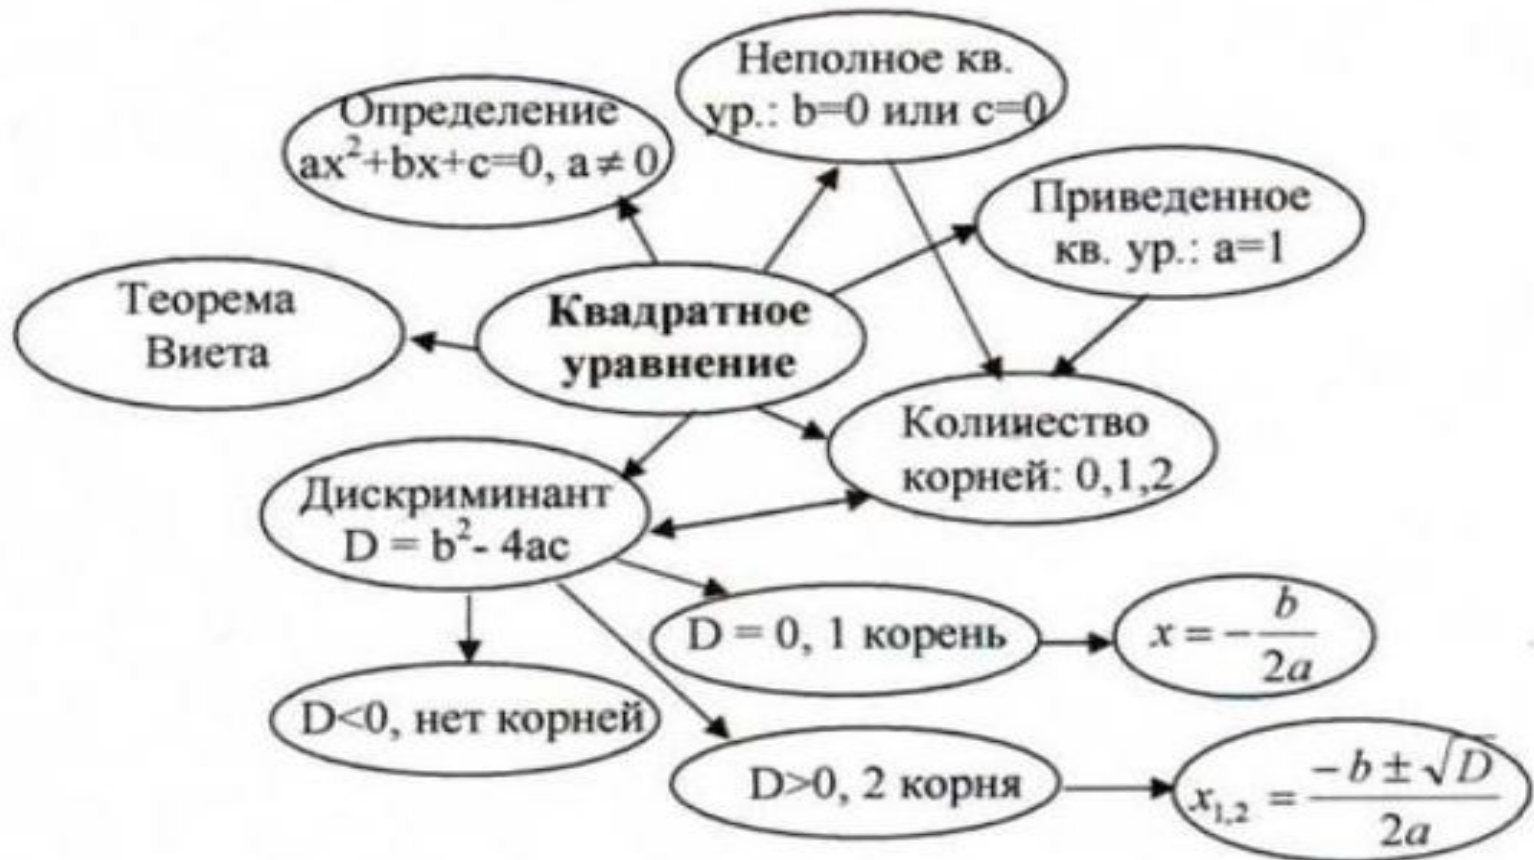 Неполное кв.
ур.: b=0 или c=0
Определение
ax²+bx+c=0, a ≠ 0
Приведенное
кв. ур.: a=1
Теорема
Виета
Квадратное
уравнение
Количество
корней: 0,1,2
Дискриминант
D = b²- 4ac
D = 0, 1 корень
x = -b/2a
D<0, нет корней
D>0, 2 корня
x₁,₂ = (-b ± √D)/2a